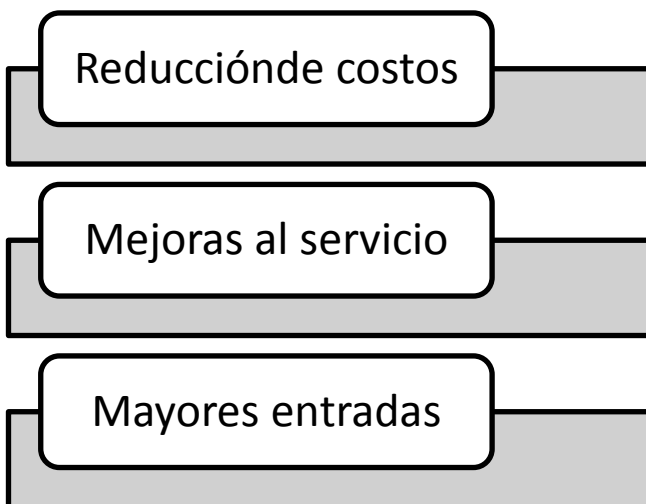 Reducciónde costos
Mejoras al servicio
Mayores entradas